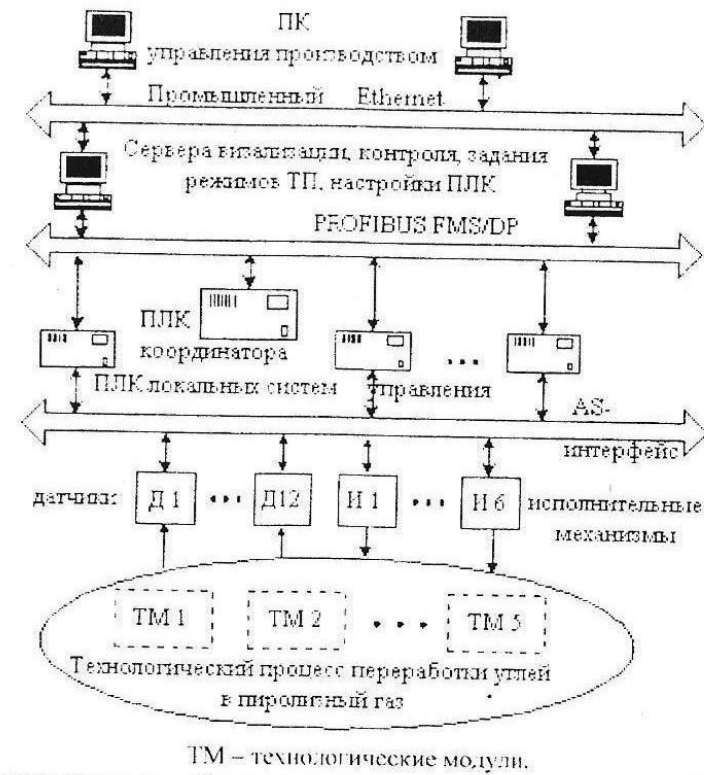 ПК
управления производством
Промышленный Ethernet
Сервера визализации, контроля, задания
режимов ТП, настройки ПЛК
PROFIBUS FMS/DP
ПЛК
координатора
...
ПЛК локальных систем управления
AS-
интерфейс
датчики Д 1 ... Д12 И 1 ... И 6 исполнительные
механизмы
ТМ 1 ТМ 2 ... ТМ 5
Технологический процесс переработки углей
в пиролизный газ
ТМ – технологические модули.